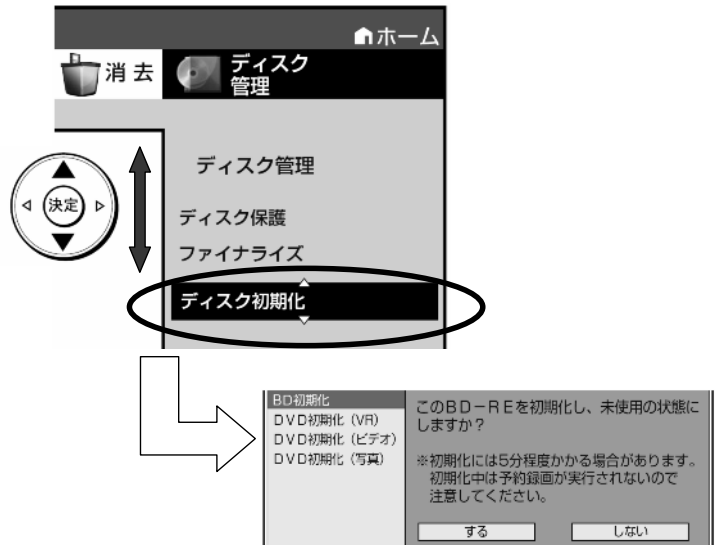 ホーム
消去
ディスク
管理
ディスク管理
決定
ディスク保護
ファイナライズ
ディスク初期化
BD初期化
DVD初期化（VR）
DVD初期化（ビデオ）
DVD初期化（写真）
このBD－REを初期化し、未使用の状態に
しますか？
※初期化には5分程度かかる場合があります。
初期化中は予約録画が実行されないので
注意してください。
する
しない